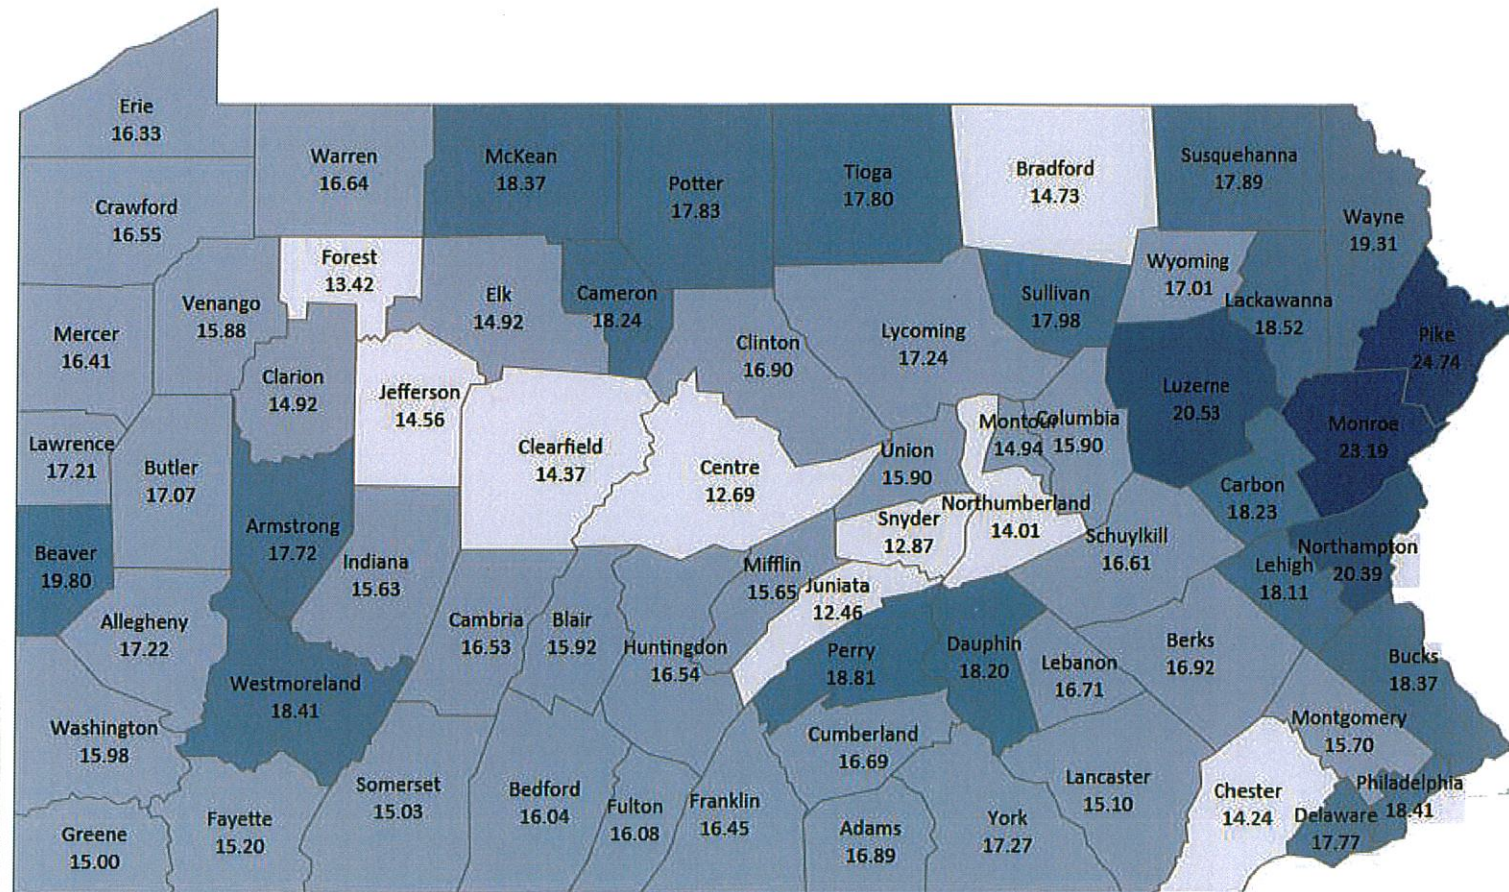 Erie
16.33
Warren
16.64
McKean
18.37
Potter
17.83
Tioga
17.80
Bradford
14.73
Susquehanna
17.89
Wayne
19.31
Crawford
16.55
Forest
13.42
Venango
15.88
Elk
14.92
Cameron
18.24
Clinton
16.90
Lycoming
17.24
Sullivan
17.98
Wyoming
17.01
Lackawanna
18.52
Pike
24.74
Mercer
16.41
Clarion
14.92
Jefferson
14.56
Clearfield
14.37
Centre
12.69
Union
15.90
Montour
14.94
Columbia
15.90
Luzerne
20.53
Monroe
23.19
Lawrence
17.21
Butler
17.07
Armstrong
17.72
Indiana
15.63
Snyder
12.87
Northumberland
14.01
Schuylkill
16.61
Carbon
18.23
Northampton
20.39
Lehigh
18.11
Beaver
19.80
Allegheny
17.22
Westmoreland
18.41
Cambria
16.53
Blair
15.92
Huntingdon
16.54
Mifflin
15.65
Juniata
12.46
Perry
18.81
Dauphin
18.20
Lebanon
16.71
Berks
16.92
Bucks
18.37
Montgomery
15.70
Washington
15.98
Greene
15.00
Fayette
15.20
Somerset
15.03
Bedford
16.04
Fulton
16.08
Franklin
16.45
Cumberland
16.69
Adams
16.89
York
17.27
Lancaster
15.10
Chester
14.24
Delaware
17.77
Philadelphia
18.41